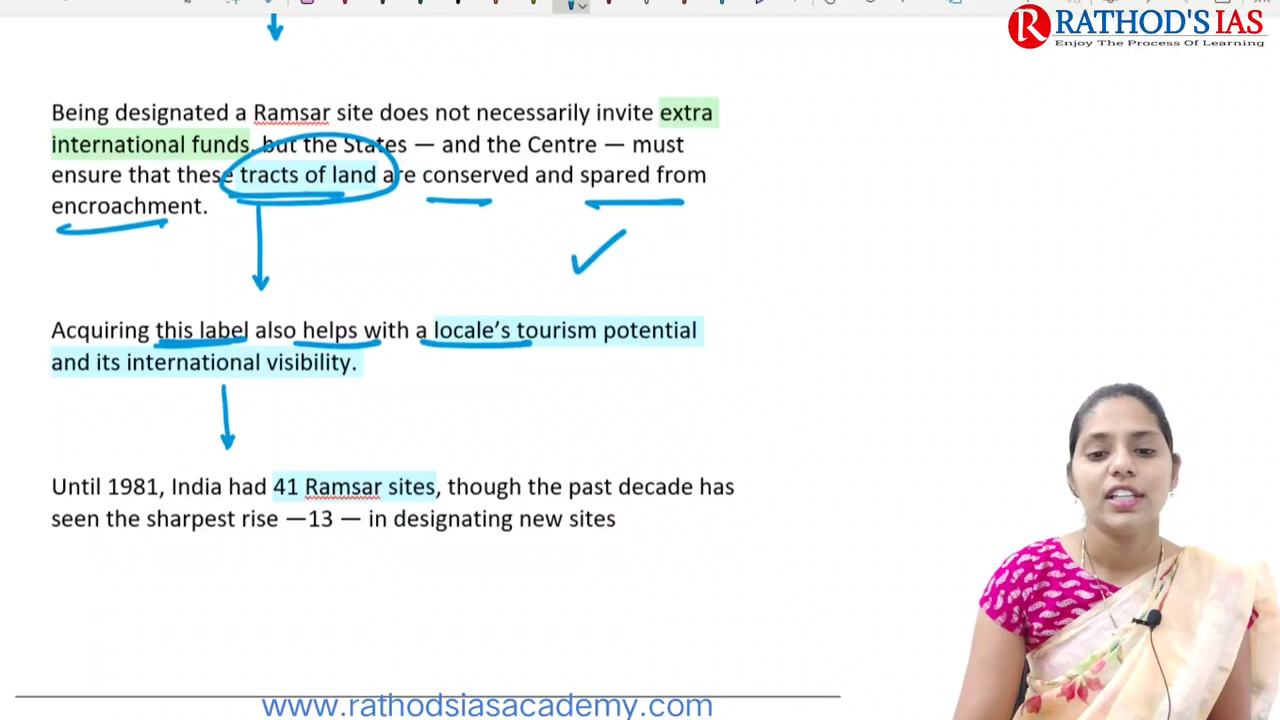 RATHOD'S IAS
Enjoy The Process Of Learning
Being designated a Ramsar site does not necessarily invite extra
international funds, but the States — and the Centre — must
ensure that these tracts of land are conserved and spared from
encroachment.
Acquiring this label also helps with a locale’s tourism potential
and its international visibility.
Until 1981, India had 41 Ramsar sites, though the past decade has
seen the sharpest rise —13 — in designating new sites
www.rathodsiasacademy.com